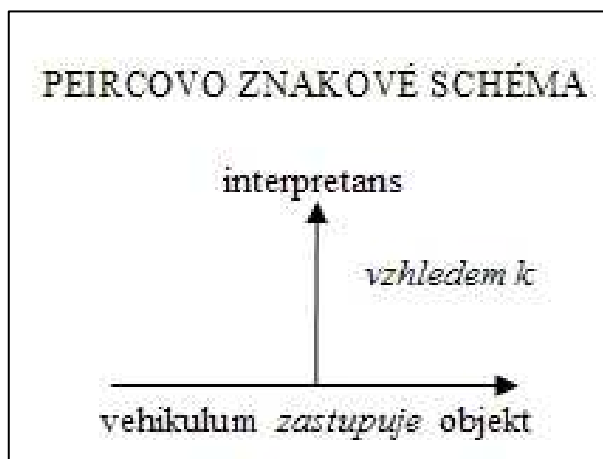 PEIRCOVO ZNAKOVÉ SCHÉMA
interpretans
vzhledem k
vehikulum zastupuje objekt